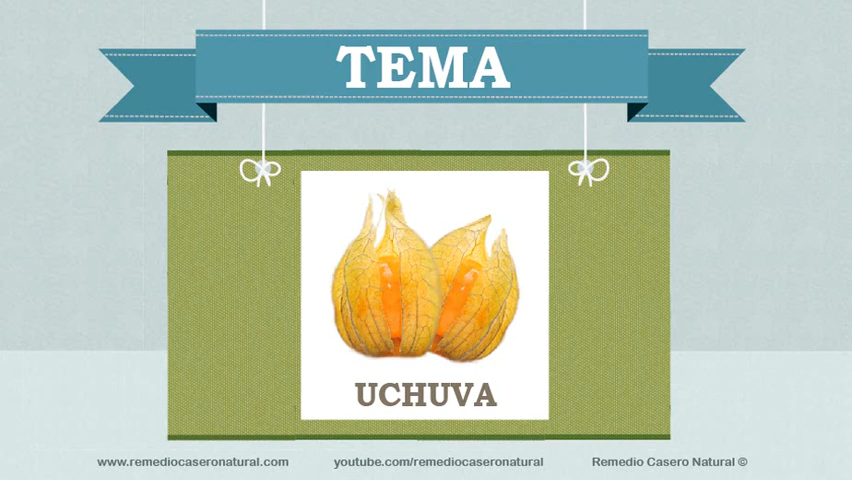 TEMA
UCHUVA
www.remediocaseronatural.com youtube.com/remediocaseronatural Remedio Casero Natural ©